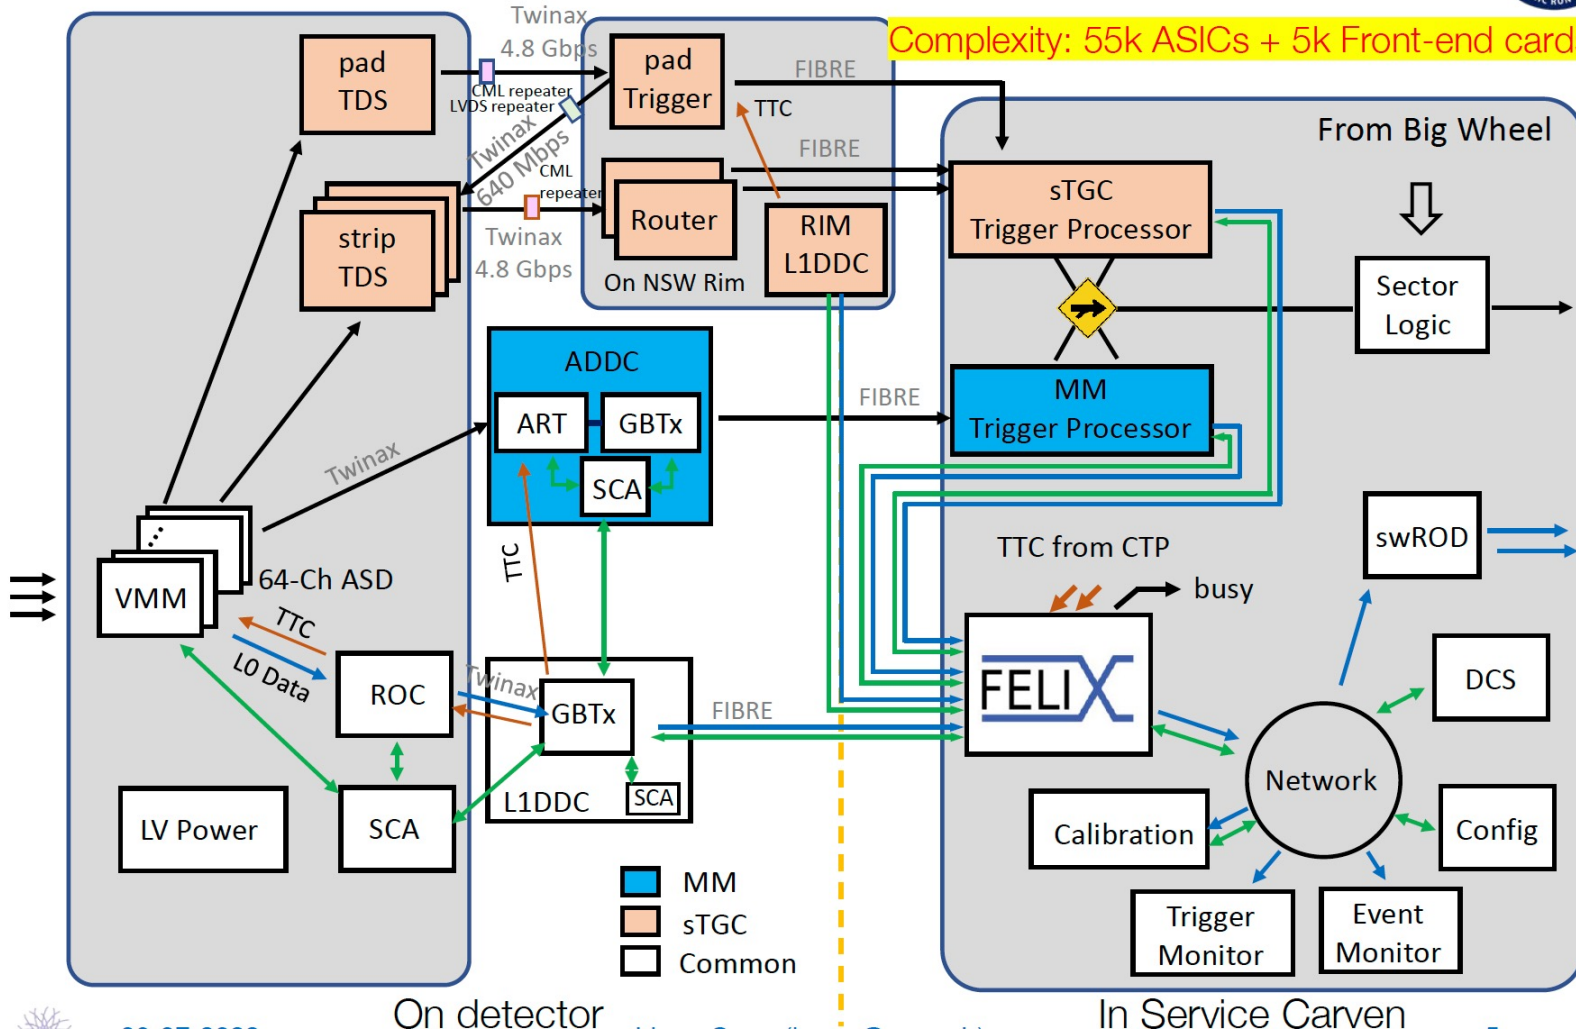 Complexity: 55k ASICs + 5k Front-end card
Twinax
4.8 Gbps
pad
TDS
CML repeater
LVDS repeater
pad
Trigger
FIBRE
TTC
From Big Wheel
Twinax
640 Mbps
CML
repeater
FIBRE
strip
TDS
Twinax
4.8 Gbps
Router
On NSW Rim
RIM
L1DDC
sTGC
Trigger Processor
Sector
Logic
ADDC
ART
GBTx
SCA
FIBRE
MM
Trigger Processor
Twinax
VMM
64-Ch ASD
TTC
L0 Data
TTC
TTC from CTP
busy
swROD
ROC
Twinax
GBTx
FIBRE
FELIX
DCS
L1DDC
SCA
Network
LV Power
SCA
Calibration
Config
MM
sTGC
Common
Trigger
Monitor
Event
Monitor
On detector
In Service Carven